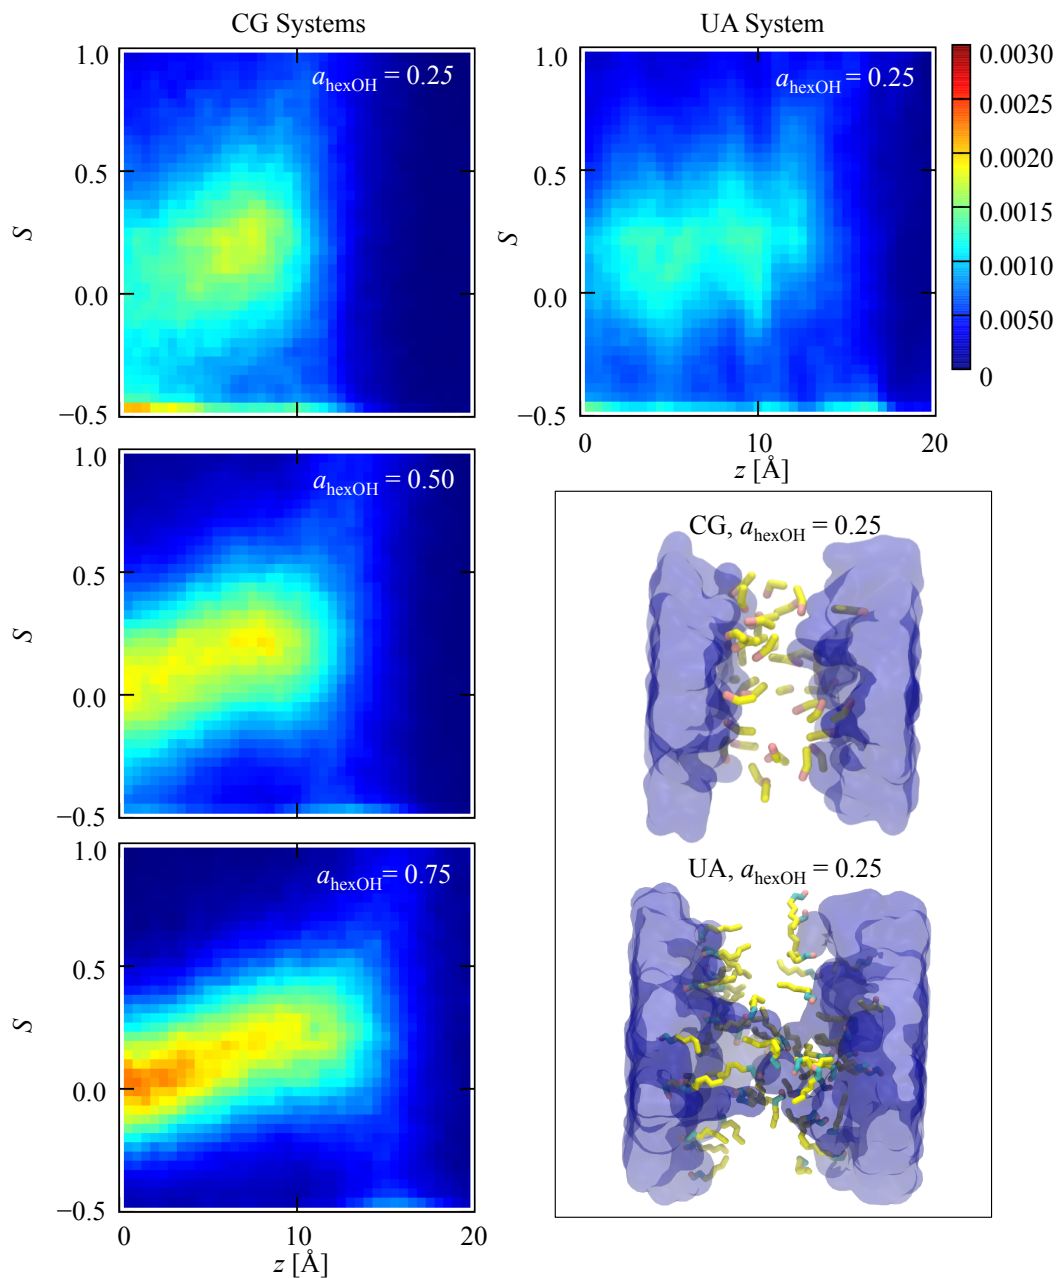 CG Systems
UA System
1.0
0.5
0.0
−0.5
S
a_hexOH = 0.25
1.0
0.5
0.0
−0.5
S
0
10
20
z [Å]
a_hexOH = 0.25
0.0030
0.0025
0.0020
0.0015
0.0010
0.0050
0
1.0
0.5
0.0
−0.5
S
a_hexOH = 0.50
1.0
0.5
0.0
−0.5
S
0
10
20
z [Å]
a_hexOH= 0.75
CG, a_hexOH = 0.25
UA, a_hexOH = 0.25